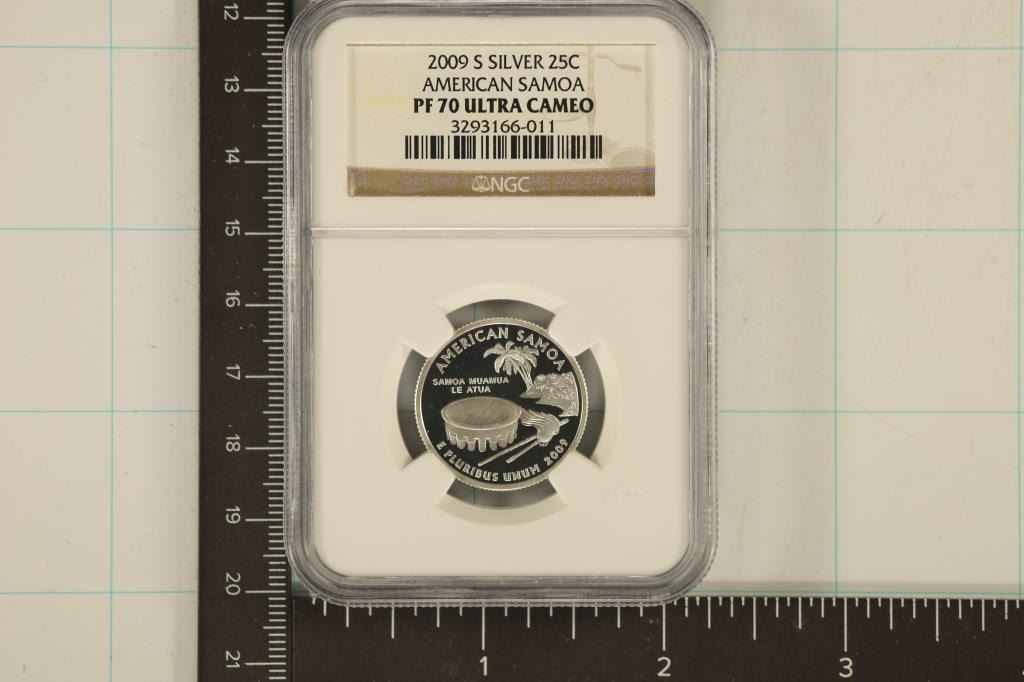 2009 S SILVER 25C
AMERICAN SAMOA
PF 70 ULTRA CAMEO
3293166-011
NGC
AMERICAN SAMOA
SAMOA MUAMUA
LE ATUA
E PLURIBUS UNUM 2009
12
13
14
15
16
17
18
19
20
21
1 2 3